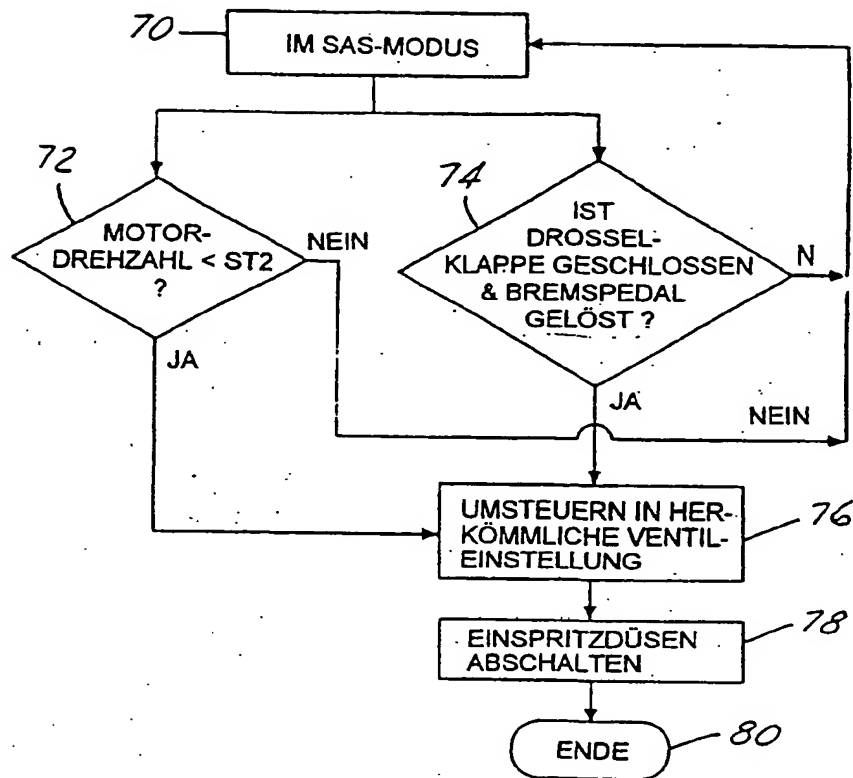 70
IM SAS-MODUS
72
MOTOR-
DREHZAHL < ST2
?
NEIN
JA
74
IST
DROSSEL-
KLAPPE GESCHLOSSEN
& BREMSPEDAL
GELÖST ?
N
JA
NEIN
UMSTEUERN IN HER-
KÖMMLICHE VENTIL-
EINSTELLUNG
76
EINSPRITZDÜSEN
ABSCHALTEN
78
ENDE
80